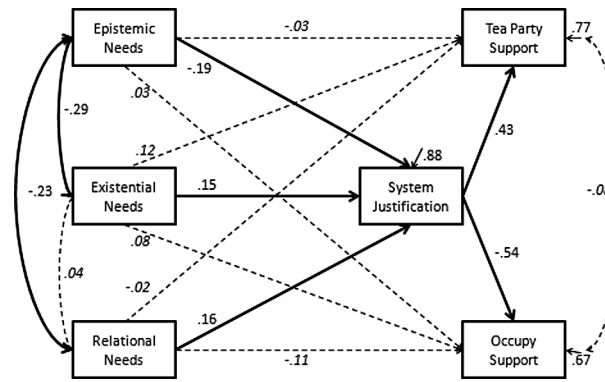 Epistemic
Needs
-.03
Tea Party
Support
.77
-.19
.03
-.29
.12
.43
.88
-.23
Existential
Needs
.15
System
Justification
.08
.04
-.02
-.54
.16
Relational
Needs
-.11
Occupy
Support
.67